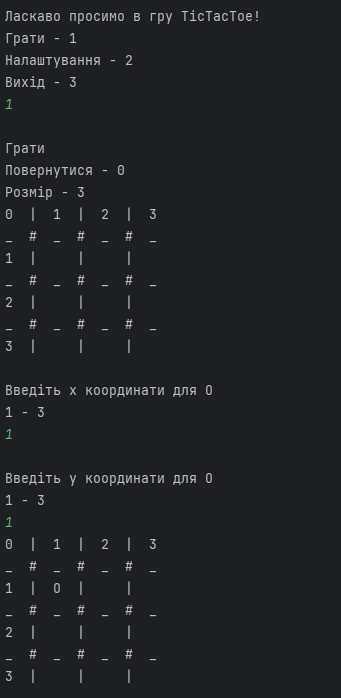 Ласкаво просимо в гру TicTacToe!
Грати - 1
Налаштування - 2
Вихід - 3
1
Грати
Повернутися - 0
Розмір - 3
0  |  1  |  2  |  3
_  #  _  #  _  #  _
1  |     |     |
_  #  _  #  _  #  _
2  |     |     |
_  #  _  #  _  #  _
3  |     |     |
Введіть x координати для O
1 - 3
1
Введіть y координати для O
1 - 3
1
0  |  1  |  2  |  3
_  #  _  #  _  #  _
1  |  O  |     |
_  #  _  #  _  #  _
2  |     |     |
_  #  _  #  _  #  _
3  |     |     |